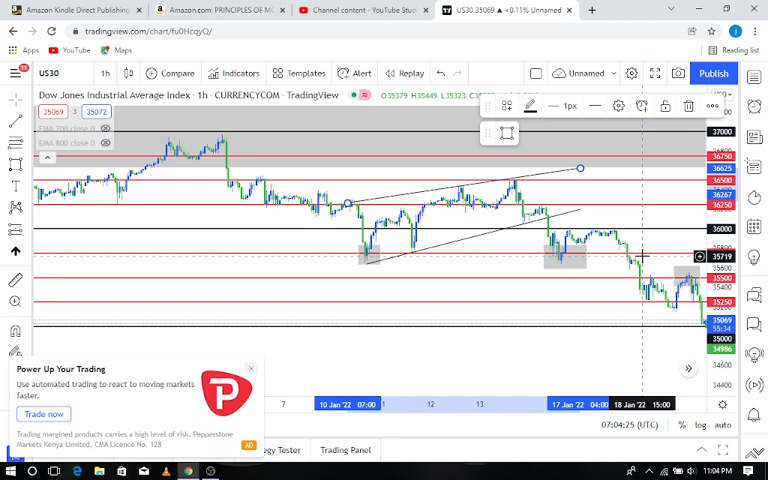 Amazon Kindle Direct Publishing
Amazon.com: PRINCIPLES OF MO
Channel content - YouTube Studi
US30 35069 ▲ +0.11% Unnamed
tradingview.com/chart/fu0HcqyQ/
Apps YouTube Maps Reading list
11 US30 1h Compare Indicators Templates Alert Replay Unnamed Publish
Dow Jones Industrial Average Index · 1h · CURRENCYCOM · TradingView O35379 H35449 L35323
35069 3 35072
1px
EMA 200 close 0
EMA 800 close 0
37000
36750
36625
36500
36267
36250
36000
35719
35600
35500
35250
35069
55:34
35000
34986
34600
34400
Power Up Your Trading
Use automated trading to react to moving markets
faster.
Trade now
Trading margined products carries a high level of risk. Pepperstone
Markets Kenya Limited, CMA Licence No. 128
AD
7 10 Jan '22 07:00 12 13 17 Jan '22 04:00 18 Jan '22 15:00
07:04:25 (UTC) % log auto
gy Tester Trading Panel
11:04 PM